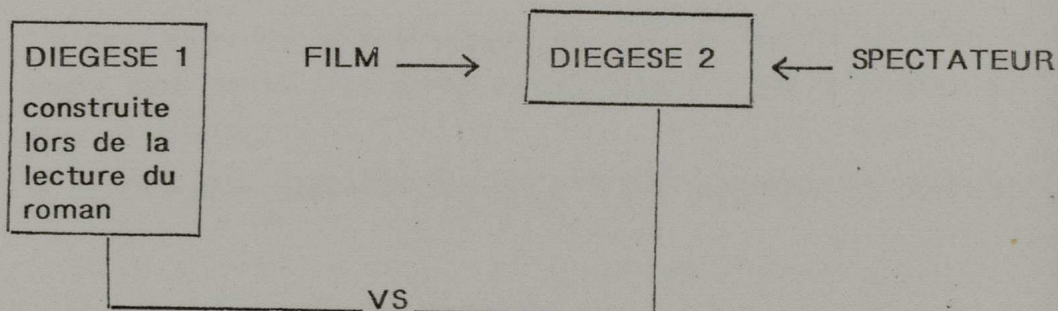 DIEGESE 1
construite
lors de la
lecture du
roman
FILM
DIEGESE 2
SPECTATEUR
VS